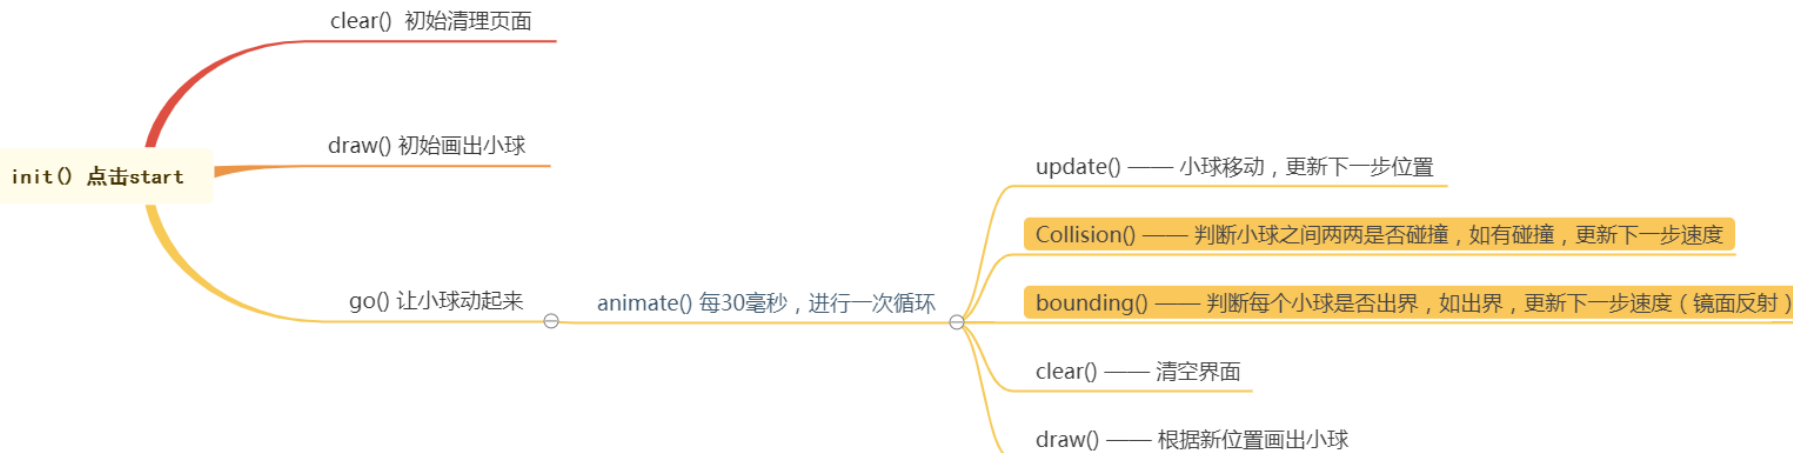 clear()  初始清理页面
draw() 初始画出小球
init() 点击start
update() —— 小球移动，更新下一步位置
Collision() —— 判断小球之间两两是否碰撞，如有碰撞，更新下一步速度
go() 让小球动起来
animate() 每30毫秒，进行一次循环
bounding() —— 判断每个小球是否出界，如出界，更新下一步速度（镜面反射）
clear() —— 清空界面
draw() —— 根据新位置画出小球